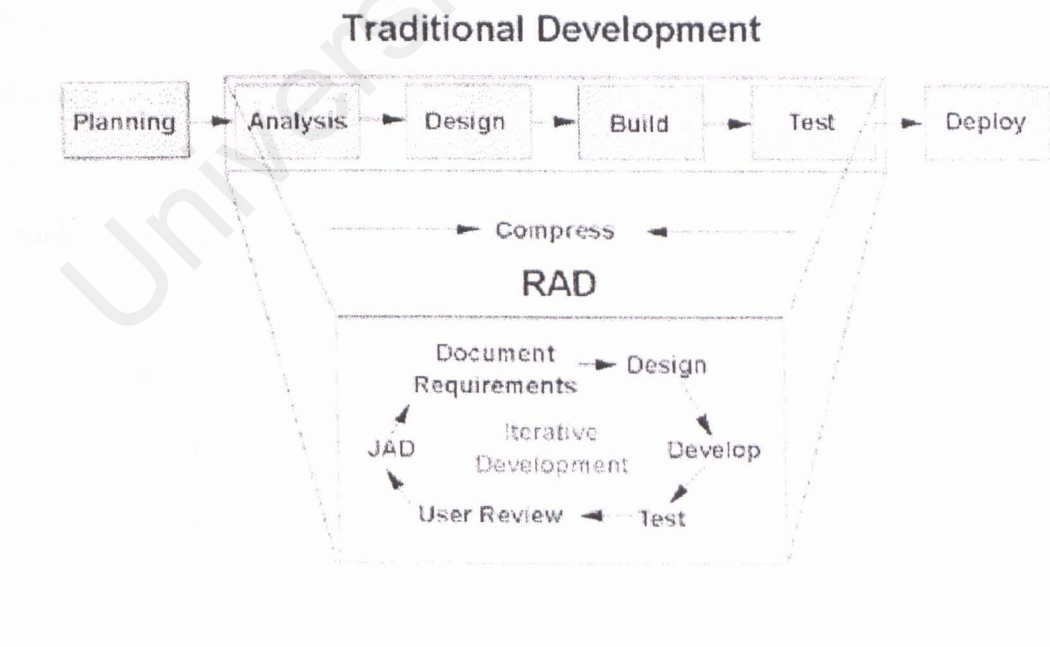 Traditional Development
Planning
Analysis
Design
Build
Test
Deploy
Compress
RAD
Document
Requirements
Design
JAD
Iterative
Development
Develop
User Review
Test